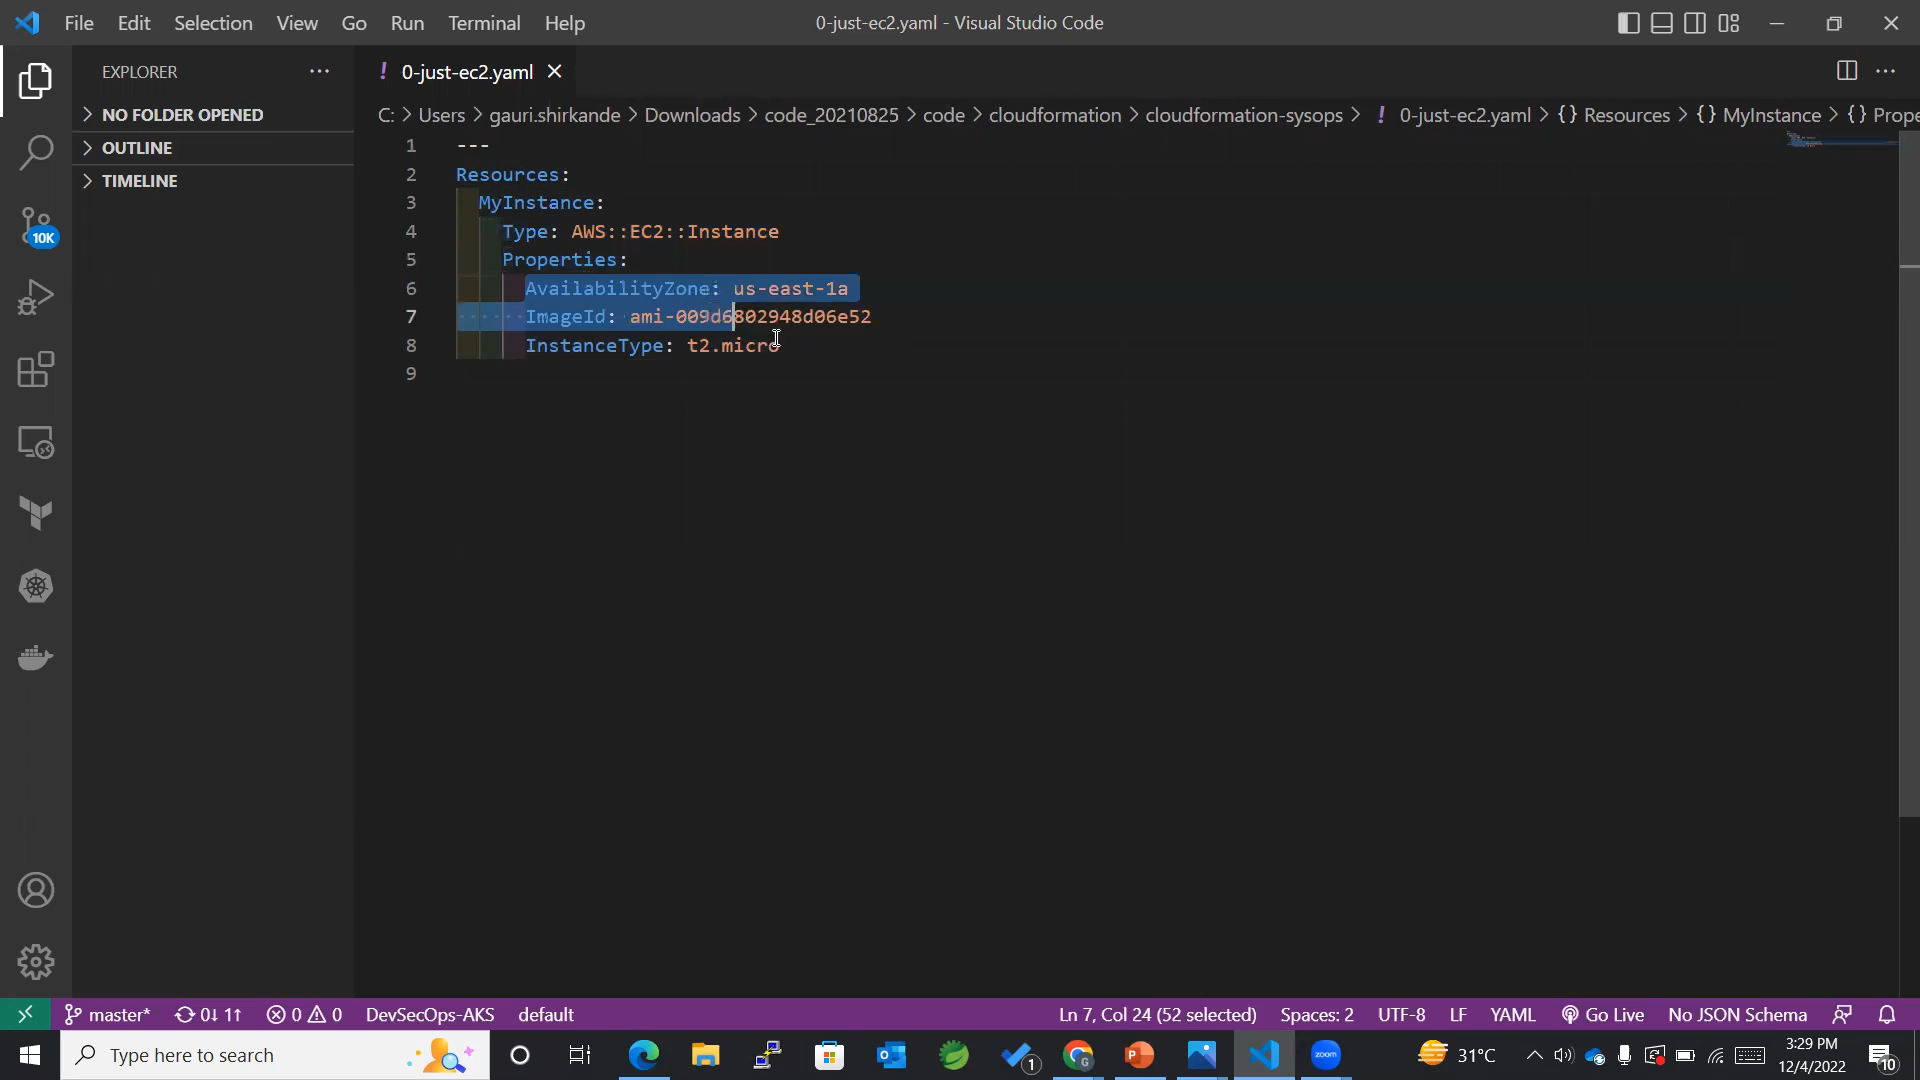 File Edit Selection View Go Run Terminal Help 0-just-ec2.yaml - Visual Studio Code
EXPLORER
NO FOLDER OPENED
OUTLINE
TIMELINE
! 0-just-ec2.yaml
C: > Users > gauri.shirkande > Downloads > code_20210825 > code > cloudformation > cloudformation-sysops > ! 0-just-ec2.yaml > {} Resources > {} MyInstance > {} Prope
1 ---
2 Resources:
3 MyInstance:
4 Type: AWS::EC2::Instance
5 Properties:
6 AvailabilityZone: us-east-1a
7 ImageId: ami-009d6802948d06e52
8 InstanceType: t2.micro
9
10K
master* 0↓ 1↑ 0 0 DevSecOps-AKS default Ln 7, Col 24 (52 selected) Spaces: 2 UTF-8 LF YAML Go Live No JSON Schema
Type here to search 1 zoom 31°C 3:29 PM
12/4/2022 10